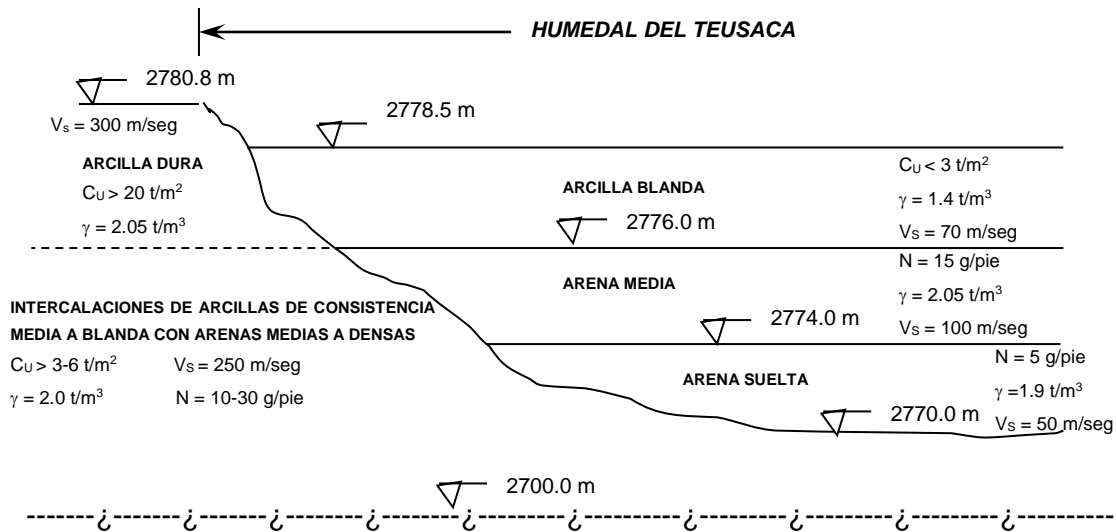 HUMEDAL DEL TEUSACA
2780.8 m
2778.5 m
Vs = 300 m/seg
ARCILLA DURA
CU > 20 t/m²
γ = 2.05 t/m³
ARCILLA BLANDA
CU < 3 t/m²
γ = 1.4 t/m³
VS = 70 m/seg
2776.0 m
ARENA MEDIA
N = 15 g/pie
γ = 2.05 t/m³
VS = 100 m/seg
2774.0 m
INTERCALACIONES DE ARCILLAS DE CONSISTENCIA
MEDIA A BLANDA CON ARENAS MEDIAS A DENSAS
CU > 3-6 t/m² VS = 250 m/seg
γ = 2.0 t/m³ N = 10-30 g/pie
ARENA SUELTA
N = 5 g/pie
γ =1.9 t/m³
VS = 50 m/seg
2770.0 m
2700.0 m
¿ ¿ ¿ ¿ ¿ ¿ ¿ ¿ ¿ ¿